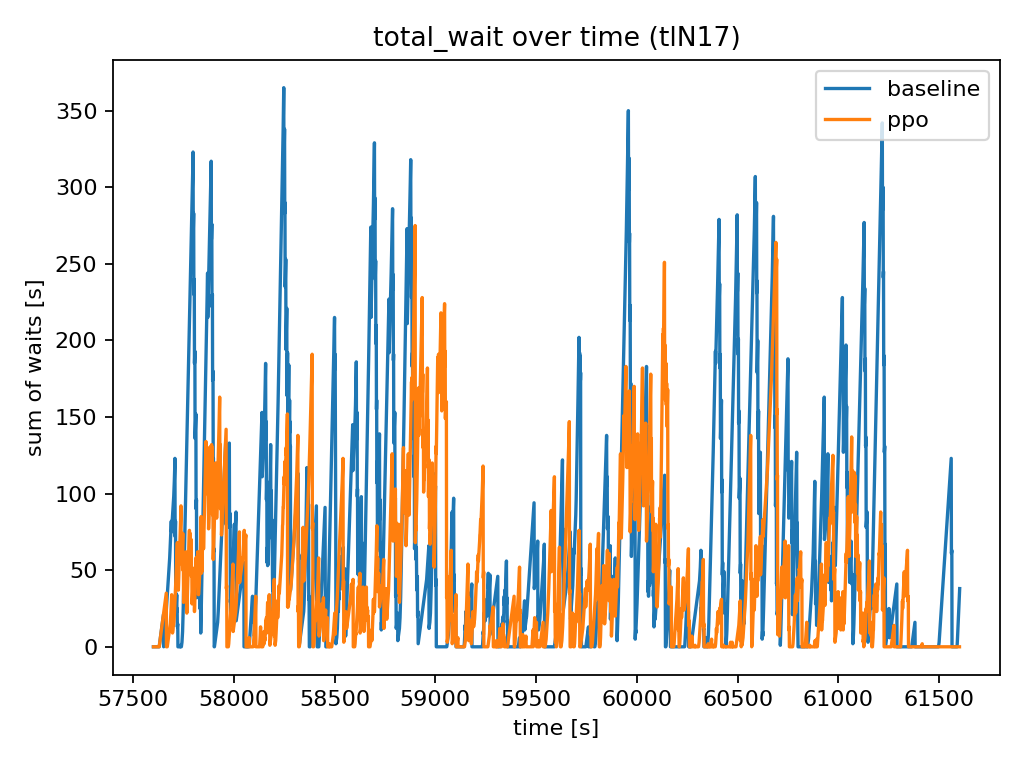 total_wait over time (tlN17)
baseline
ppo
sum of waits [s]
350
300
250
200
150
100
50
0
57500 58000 58500 59000 59500 60000 60500 61000 61500
time [s]